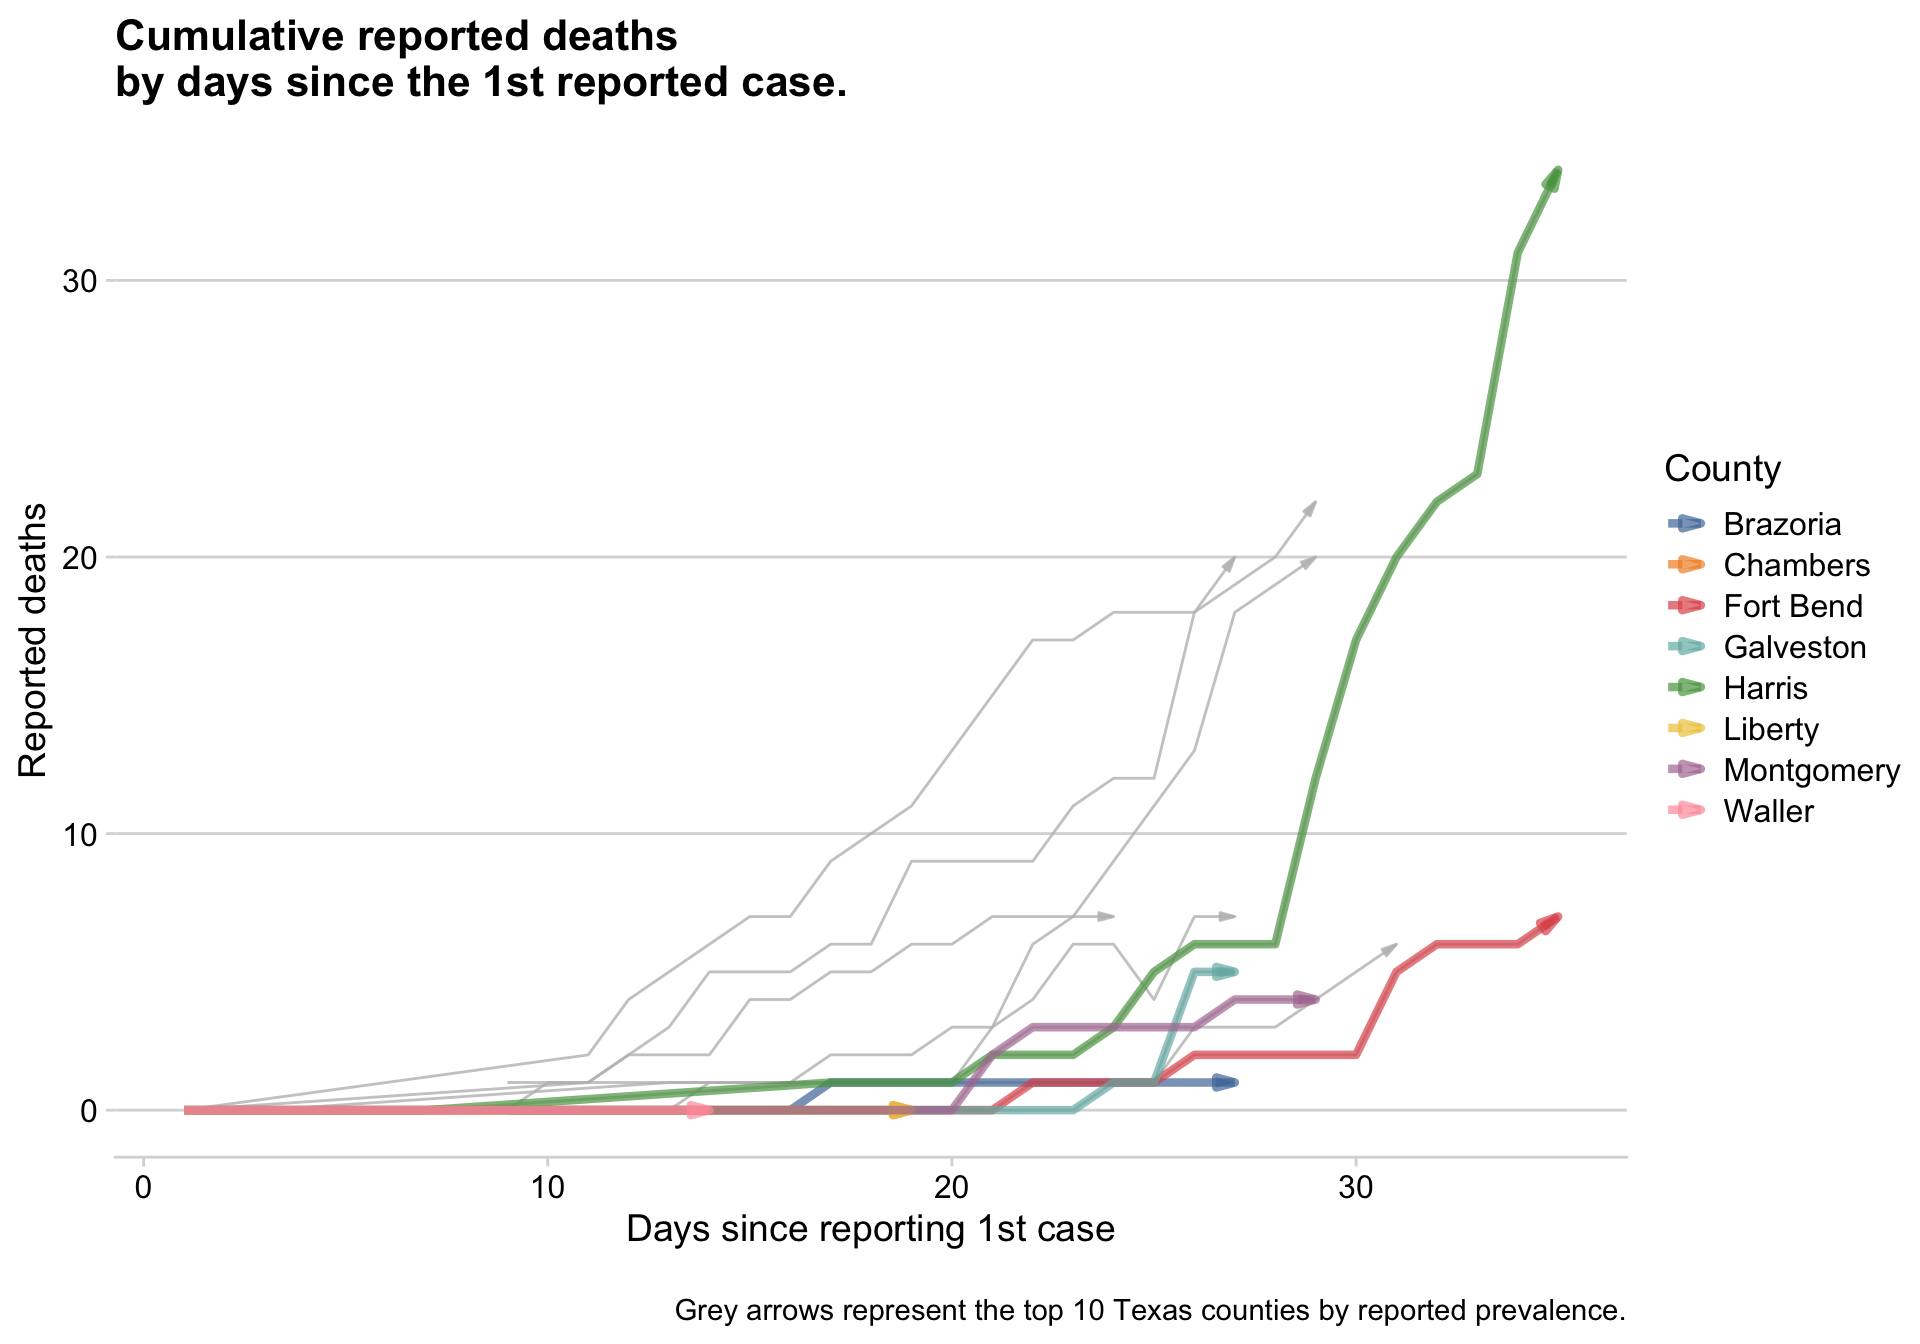 Cumulative reported deaths
by days since the 1st reported case.
Reported deaths
30
20
10
0
0 10 20 30
Days since reporting 1st case
County
Brazoria
Chambers
Fort Bend
Galveston
Harris
Liberty
Montgomery
Waller
Grey arrows represent the top 10 Texas counties by reported prevalence.